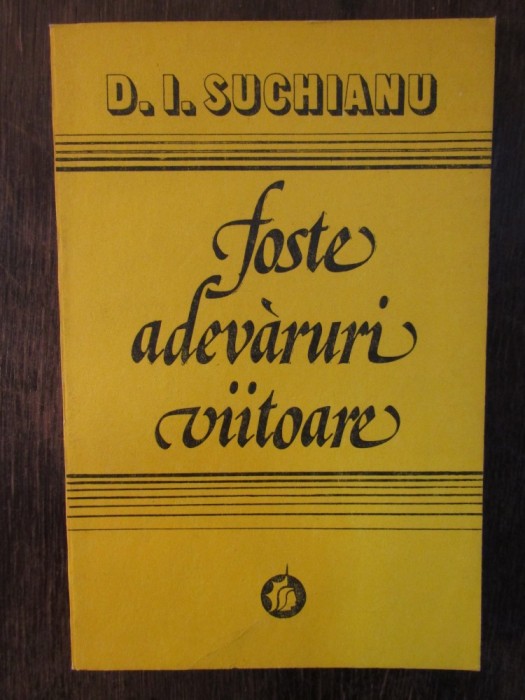 D. I. SUCHIANU
foste
adevàruri
viitoare